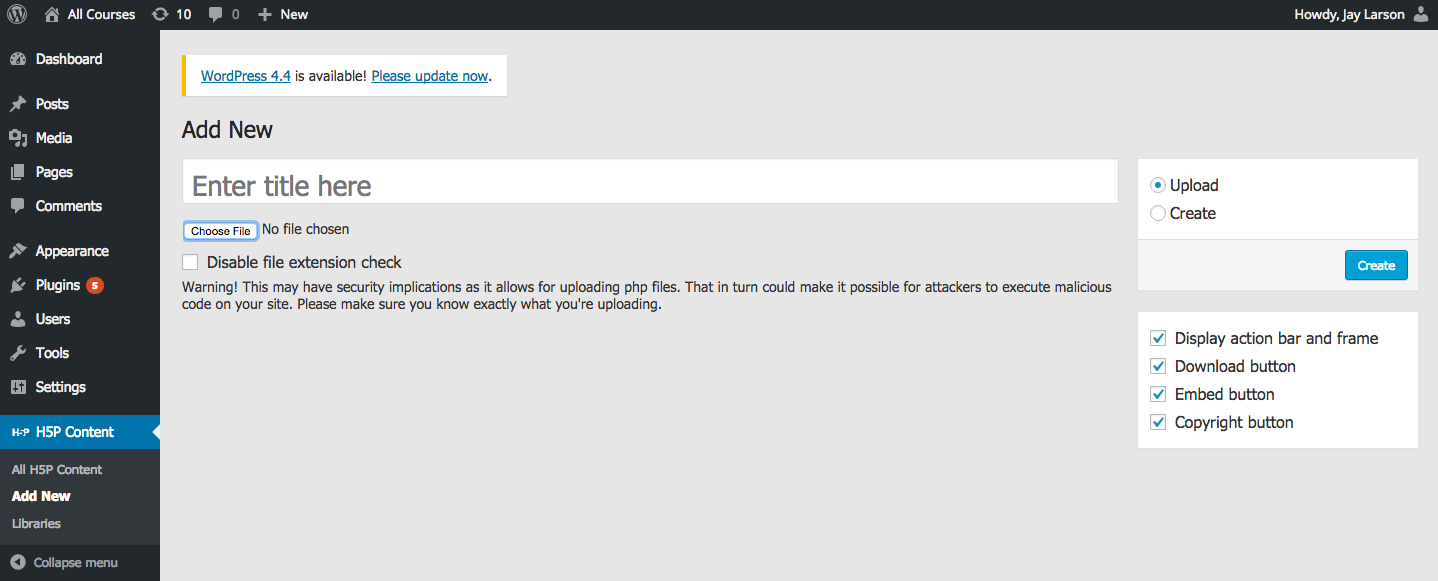 All Courses 10 0 New Howdy, Jay Larson
Dashboard
Posts
Media
Pages
Comments
Appearance
Plugins 5
Users
Tools
Settings
H-P H5P Content
All H5P Content
Add New
Libraries
Collapse menu
WordPress 4.4 is available! Please update now.
Add New
Enter title here
Choose File No file chosen
Disable file extension check
Warning! This may have security implications as it allows for uploading php files. That in turn could make it possible for attackers to execute malicious
code on your site. Please make sure you know exactly what you're uploading.
Upload
Create
Create
Display action bar and frame
Download button
Embed button
Copyright button